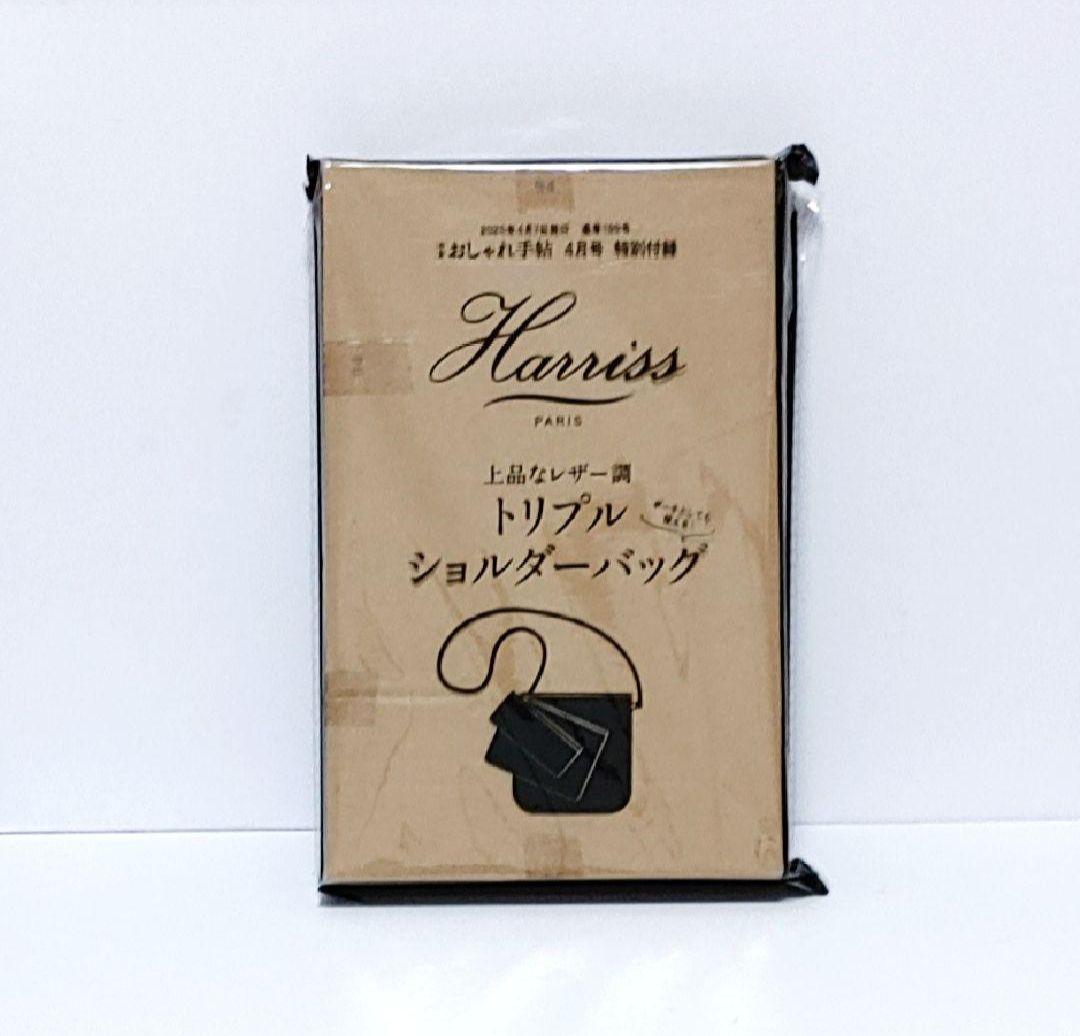 おしゃれ手帖 4月号 特別付録
Harriss
PARIS
上品なレザー調
トリプル
ショルダーバッグ